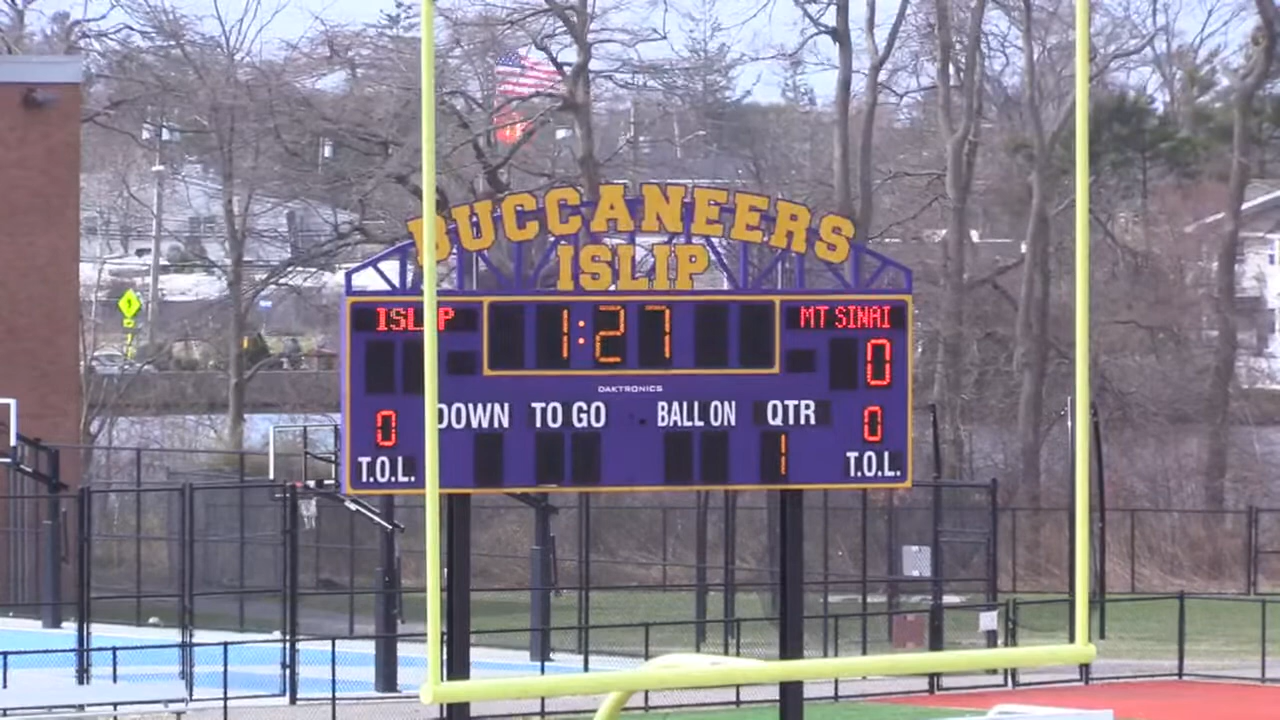 BUCCANEERS
ISLIP
ISLIP 1:27 MT SINAI
0
DAKTRONICS
0 DOWN TO GO BALL ON QTR 0
T.O.L. 1 T.O.L.